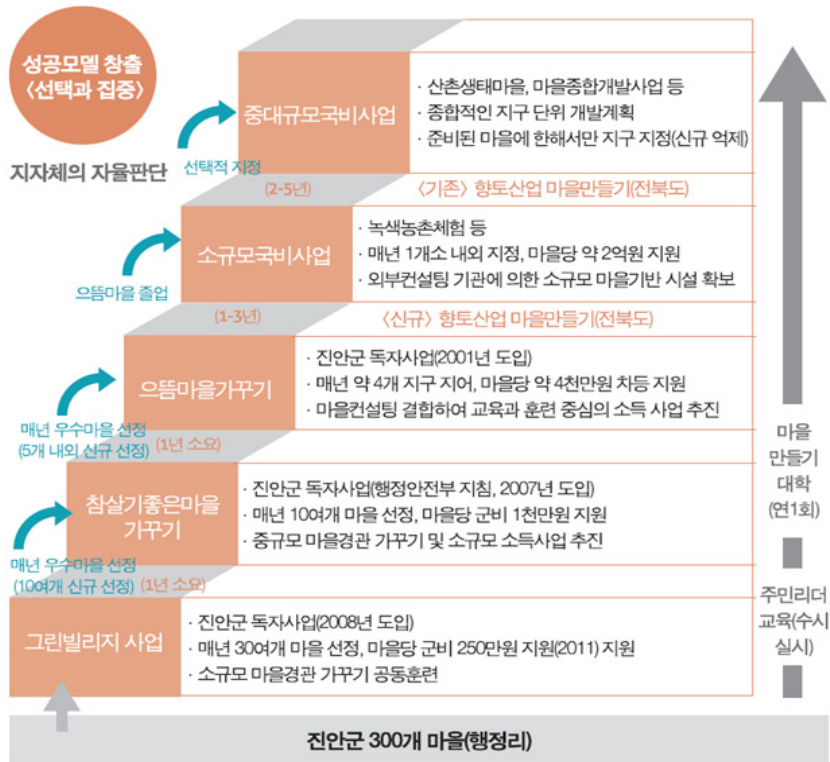 성공모델 창출
〈선택과 집중〉
지자체의 자율판단
중대규모국비사업
· 산촌생태마을, 마을종합개발사업 등
· 종합적인 지구 단위 개발계획
· 준비된 마을에 한해서만 지구 지정(신규 억제)
선택적 지정
(2-5년)
〈기존〉 향토산업 마을만들기(전북도)
소규모국비사업
· 녹색농촌체험 등
· 매년 1개소 내외 지정, 마을당 약 2억원 지원
· 외부컨설팅 기관에 의한 소규모 마을기반 시설 확보
으뜸마을 졸업
(1-3년)
〈신규〉 향토산업 마을만들기(전북도)
으뜸마을가꾸기
· 진안군 독자사업(2001년 도입)
· 매년 약 4개 지구 지어, 마을당 약 4천만원 차등 지원
· 마을컨설팅 결합하여 교육과 훈련 중심의 소득 사업 추진
매년 우수마을 선정
(5개 내외 신규 선정)
(1년 소요)
참살기좋은마을
가꾸기
· 진안군 독자사업(행정안전부 지침, 2007년 도입)
· 매년 10여개 마을 선정, 마을당 군비 1천만원 지원
· 중규모 마을경관 가꾸기 및 소규모 소득사업 추진
매년 우수마을 선정
(10여개 신규 선정)
(1년 소요)
그린빌리지 사업
· 진안군 독자사업(2008년 도입)
· 매년 30여개 마을 선정, 마을당 군비 250만원 지원(2011) 지원
· 소규모 마을경관 가꾸기 공동훈련
마을
만들기
대학
(연1회)
주민리더
교육(수시
실시)
진안군 300개 마을(행정리)